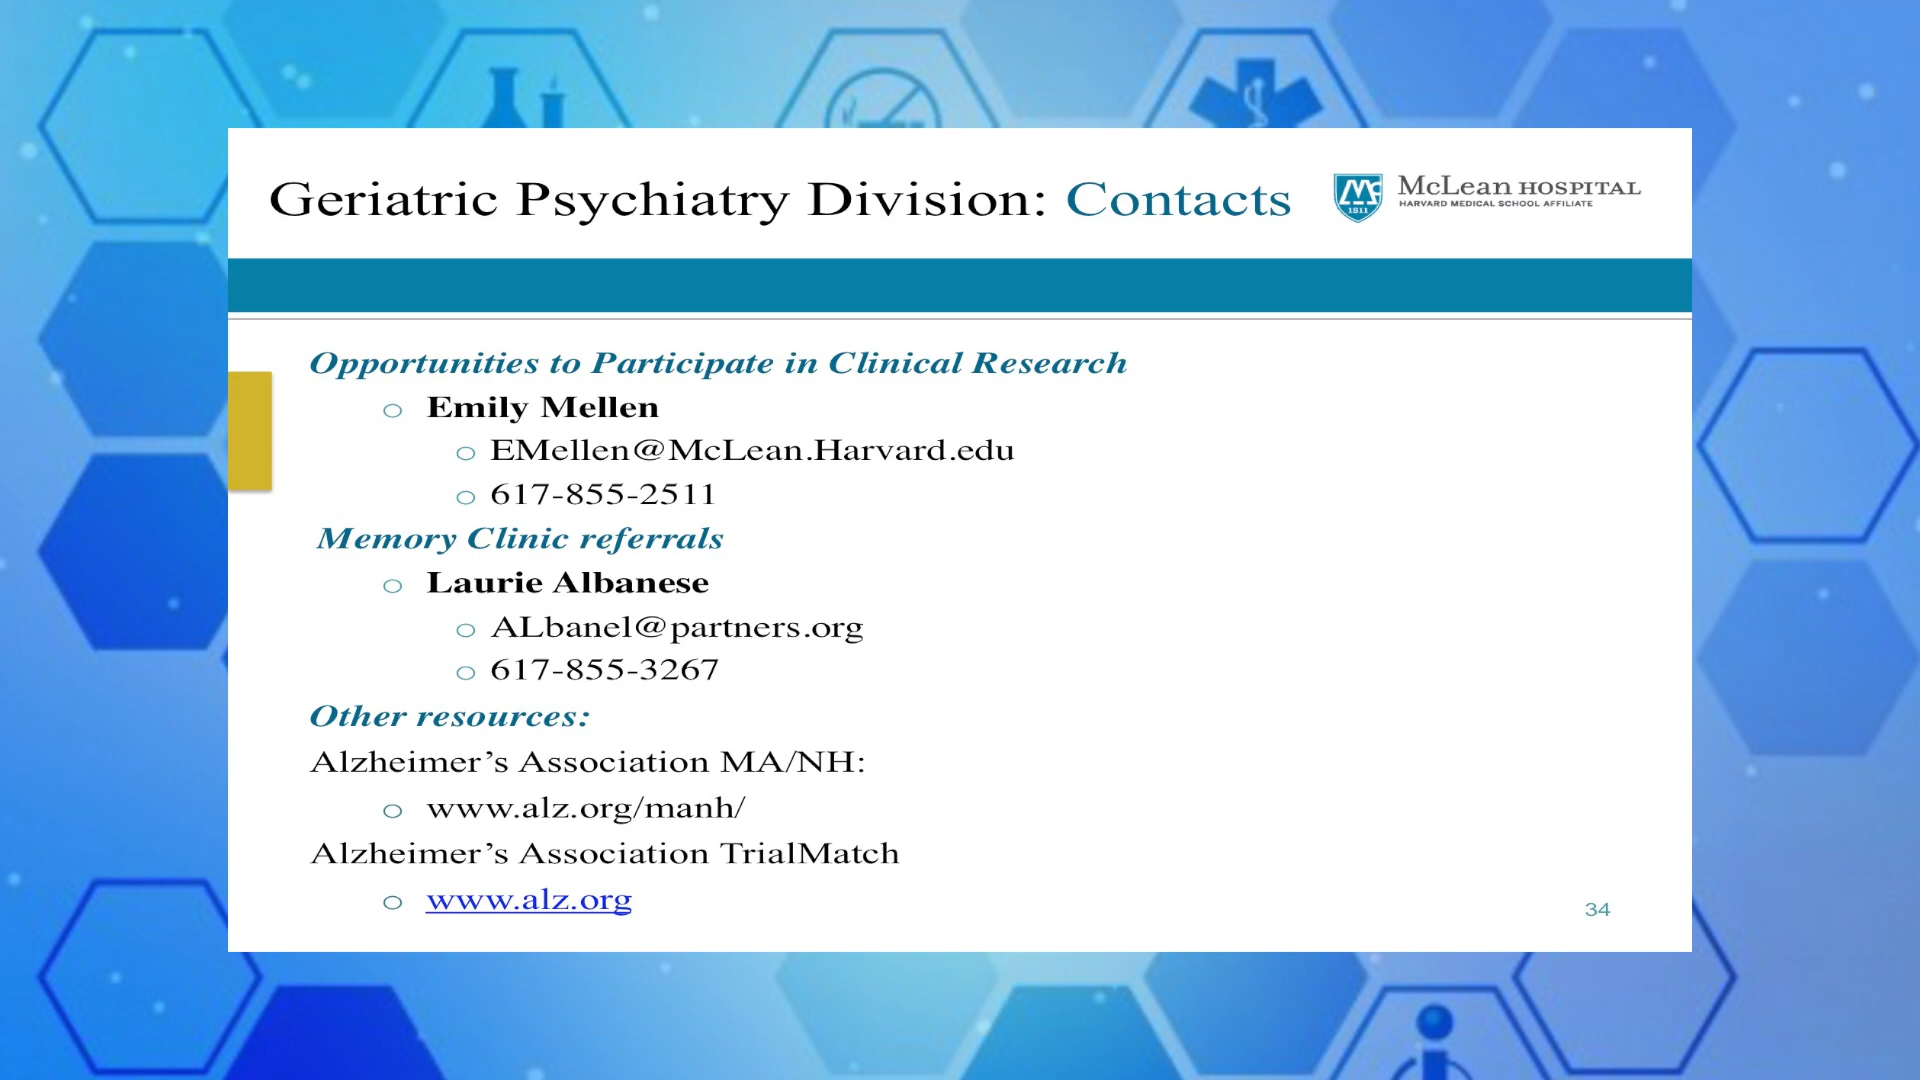 Geriatric Psychiatry Division: Contacts
Mc
1811
McLean HOSPITAL
HARVARD MEDICAL SCHOOL AFFILIATE
Opportunities to Participate in Clinical Research
Emily Mellen
EMellen@McLean.Harvard.edu
617-855-2511
Memory Clinic referrals
Laurie Albanese
ALbanel@partners.org
617-855-3267
Other resources:
Alzheimer’s Association MA/NH:
www.alz.org/manh/
Alzheimer’s Association TrialMatch
www.alz.org
34